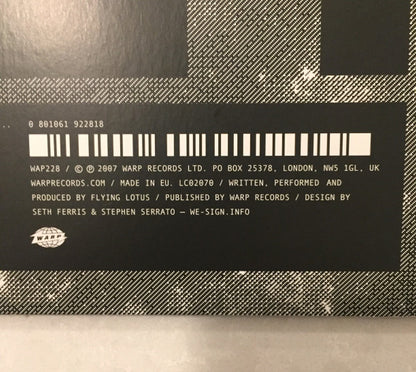 0 801061 922818
WAP228 / © ℗ 2007 WARP RECORDS LTD. PO BOX 25378, LONDON, NW5 1GL, UK
WARPRECORDS.COM / MADE IN EU. LC02070 / WRITTEN, PERFORMED AND
PRODUCED BY FLYING LOTUS / PUBLISHED BY WARP RECORDS / DESIGN BY
SETH FERRIS & STEPHEN SERRATO – WE-SIGN.INFO
WARP